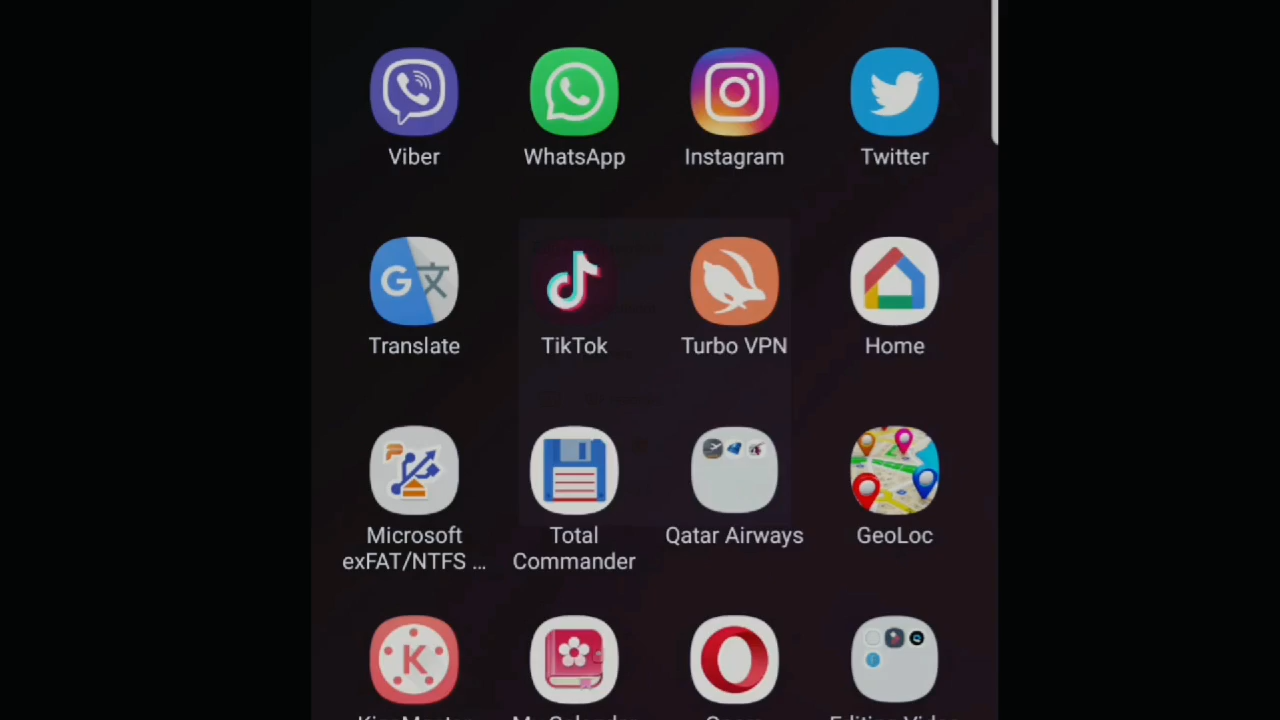 Viber
WhatsApp
Instagram
Twitter
Translate
TikTok
Turbo VPN
Home
Microsoft
exFAT/NTFS ...
Total
Commander
Qatar Airways
GeoLoc